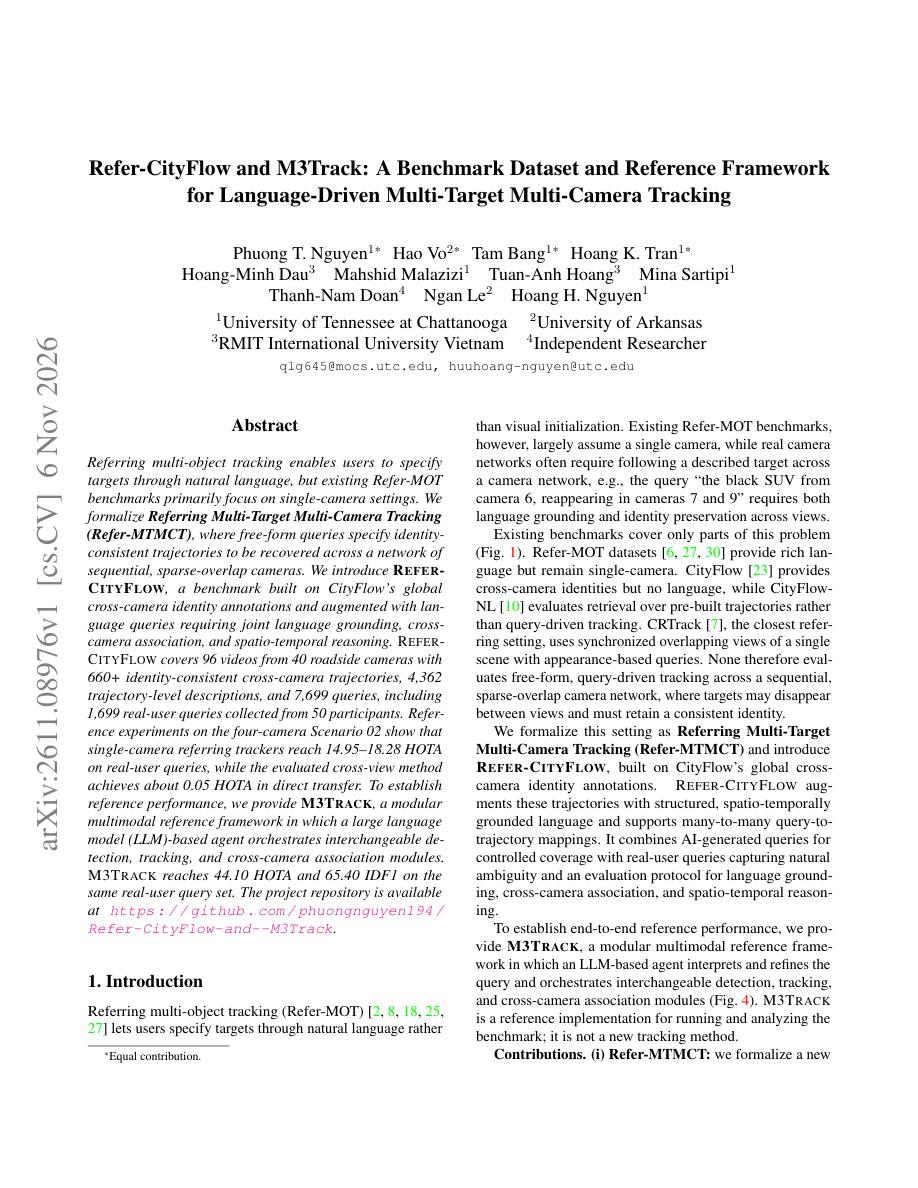 Refer-CityFlow and M3Track: A Benchmark Dataset and Reference Framework
for Language-Driven Multi-Target Multi-Camera Tracking
Phuong T. Nguyen1* Hao Vo2* Tam Bang1* Hoang K. Tran1*
Hoang-Minh Dau3 Mahshid Malazizi1 Tuan-Anh Hoang3 Mina Sartipi1
Thanh-Nam Doan4 Ngan Le2 Hoang H. Nguyen1
1University of Tennessee at Chattanooga 2University of Arkansas
3RMIT International University Vietnam 4Independent Researcher
qlg645@mocs.utc.edu, huuhoang-nguyen@utc.edu
arXiv:2611.08976v1 [cs.CV] 6 Nov 2026
Abstract
Referring multi-object tracking enables users to specify
targets through natural language, but existing Refer-MOT
benchmarks primarily focus on single-camera settings. We
formalize Referring Multi-Target Multi-Camera Tracking
(Refer-MTMCT), where free-form queries specify identity-
consistent trajectories to be recovered across a network of
sequential, sparse-overlap cameras. We introduce REFER-
CITYFLOW, a benchmark built on CityFlow's global
cross-camera identity annotations and augmented with lan-
guage queries requiring joint language grounding, cross-
camera association, and spatio-temporal reasoning. REFER-
CITYFLOW covers 96 videos from 40 roadside cameras with
660+ identity-consistent cross-camera trajectories, 4,362
trajectory-level descriptions, and 7,699 queries, including
1,699 real-user queries collected from 50 participants. Refer-
ence experiments on the four-camera Scenario 02 show that
single-camera referring trackers reach 14.95–18.28 HOTA
on real-user queries, while the evaluated cross-view method
achieves about 0.05 HOTA in direct transfer. To establish
reference performance, we provide M3TRACK, a modular
multimodal reference framework in which a large language
model (LLM)-based agent orchestrates interchangeable de-
tection, tracking, and cross-camera association modules.
M3TRACK reaches 44.10 HOTA and 65.40 IDF1 on the
same real-user query set. The project repository is available
at https://github.com/phuongnguyen194/
Refer-CityFlow-and--M3Track.
1. Introduction
Referring multi-object tracking (Refer-MOT) [2, 8, 18, 25,
27] lets users specify targets through natural language rather
*Equal contribution.
than visual initialization. Existing Refer-MOT benchmarks,
however, largely assume a single camera, while real camera
networks often require following a described target across
a camera network, e.g., the query “the black SUV from
camera 6, reappearing in cameras 7 and 9” requires both
language grounding and identity preservation across views.
Existing benchmarks cover only parts of this problem
(Fig. 1). Refer-MOT datasets [6, 27, 30] provide rich lan-
guage but remain single-camera. CityFlow [23] provides
cross-camera identities but no language, while CityFlow-
NL [10] evaluates retrieval over pre-built trajectories rather
than query-driven tracking. CRTrack [7], the closest refer-
ring setting, uses synchronized overlapping views of a single
scene with appearance-based queries. None therefore eval-
uates free-form, query-driven tracking across a sequential,
sparse-overlap camera network, where targets may disappear
between views and must retain a consistent identity.
We formalize this setting as Referring Multi-Target
Multi-Camera Tracking (Refer-MTMCT) and introduce
REFER-CITYFLOW, built on CityFlow's global cross-
camera identity annotations. REFER-CITYFLOW aug-
ments these trajectories with structured, spatio-temporally
grounded language and supports many-to-many query-to-
trajectory mappings. It combines AI-generated queries for
controlled coverage with real-user queries capturing natural
ambiguity and an evaluation protocol for language ground-
ing, cross-camera association, and spatio-temporal reason-
ing.
To establish end-to-end reference performance, we pro-
vide M3TRACK, a modular multimodal reference frame-
work in which an LLM-based agent interprets and refines the
query and orchestrates interchangeable detection, tracking,
and cross-camera association modules (Fig. 4). M3TRACK
is a reference implementation for running and analyzing the
benchmark; it is not a new tracking method.
Contributions. (i) Refer-MTMCT: we formalize a new